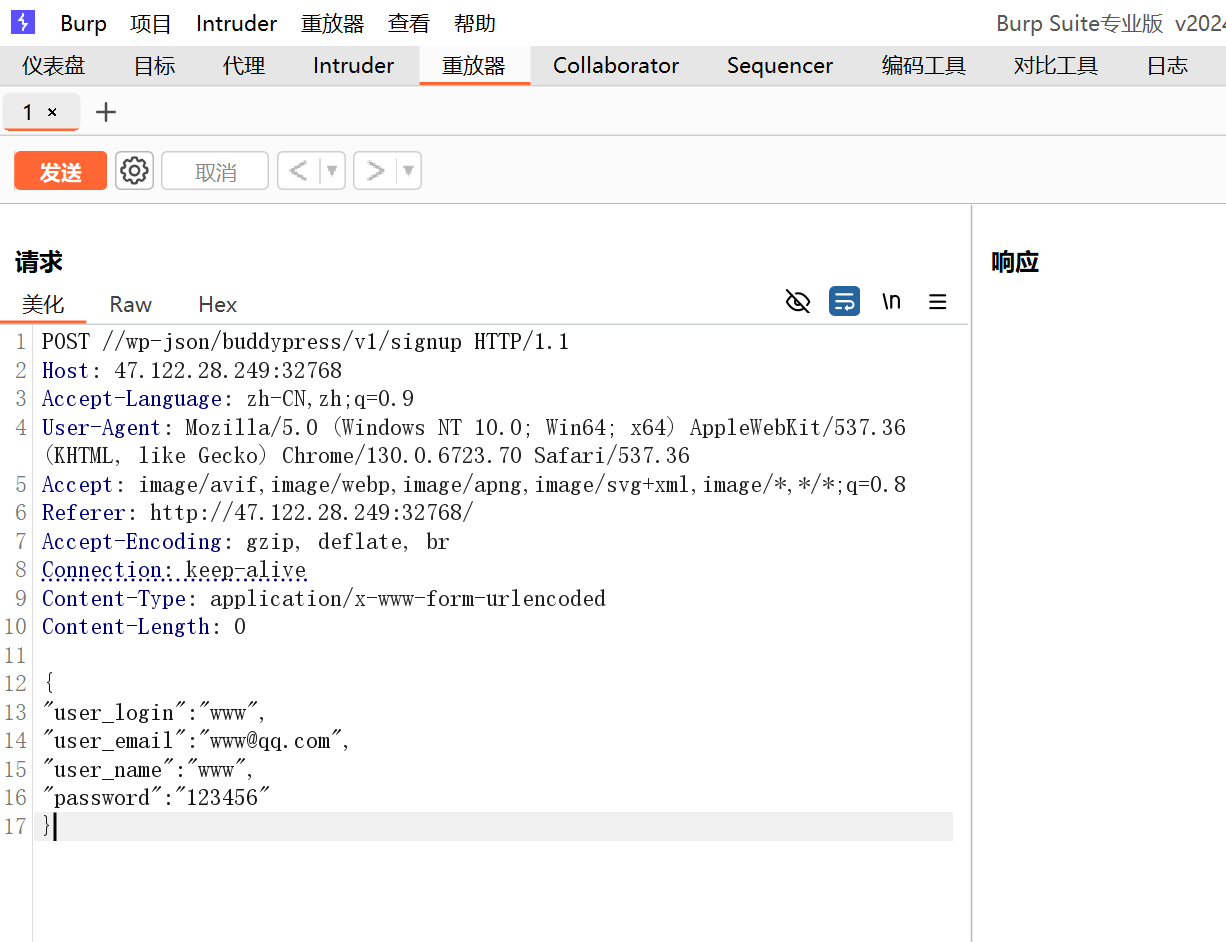 Burp 项目 Intruder 重放器 查看 帮助 Burp Suite专业版 v2024
仪表盘 目标 代理 Intruder 重放器 Collaborator Sequencer 编码工具 对比工具 日志
1 × +
发送 取消 < ▼ > ▼
请求 响应
美化 Raw Hex \n
1 POST //wp-json/buddypress/v1/signup HTTP/1.1
2 Host: 47.122.28.249:32768
3 Accept-Language: zh-CN,zh;q=0.9
4 User-Agent: Mozilla/5.0 (Windows NT 10.0; Win64; x64) AppleWebKit/537.36
(KHTML, like Gecko) Chrome/130.0.6723.70 Safari/537.36
5 Accept: image/avif,image/webp,image/apng,image/svg+xml,image/*,*/*;q=0.8
6 Referer: http://47.122.28.249:32768/
7 Accept-Encoding: gzip, deflate, br
8 Connection: keep-alive
9 Content-Type: application/x-www-form-urlencoded
10 Content-Length: 0
11
12 {
13 "user_login":"www",
14 "user_email":"www@qq.com",
15 "user_name":"www",
16 "password":"123456"
17 }